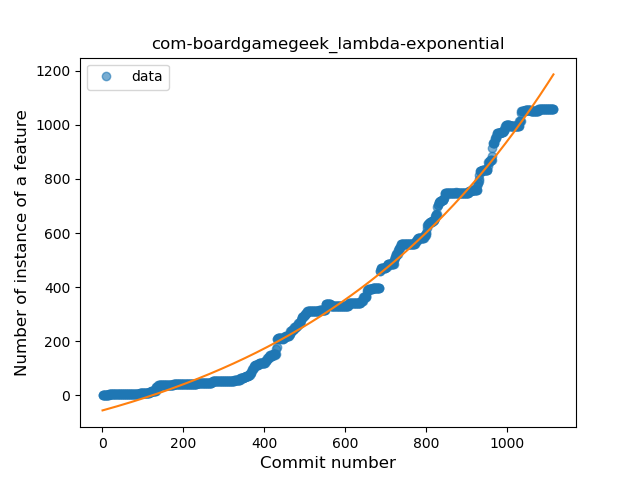 com-boardgamegeek_lambda-exponential
data
Number of instance of a feature
1200
1000
800
600
400
200
0
0 200 400 600 800 1000
Commit number